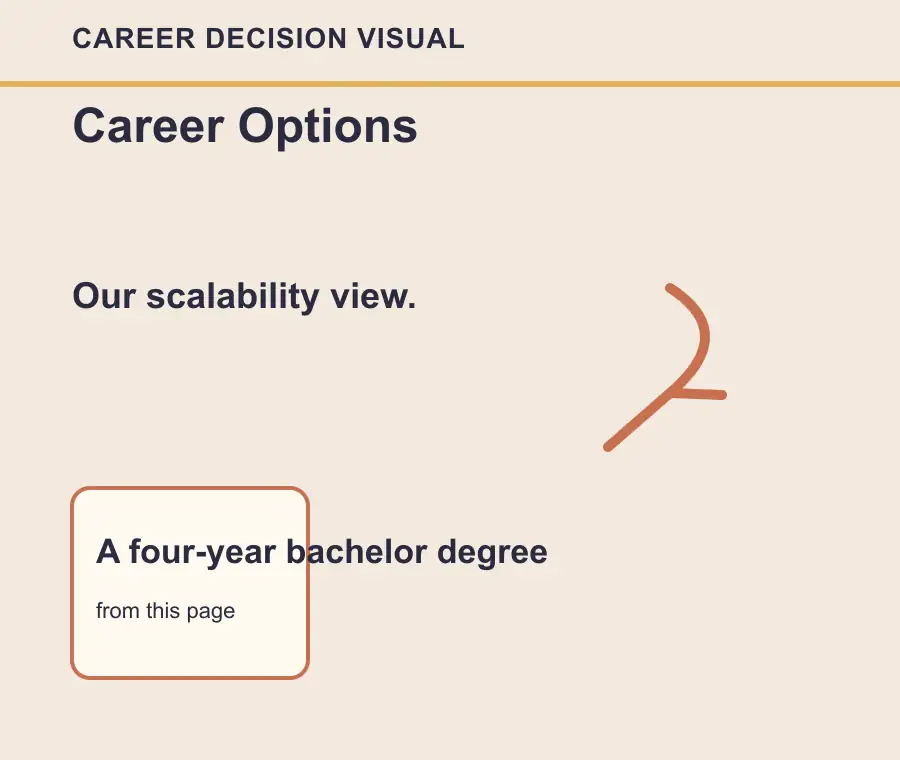 CAREER DECISION VISUAL
Career Options
Our scalability view.
A four-year bachelor degree
from this page